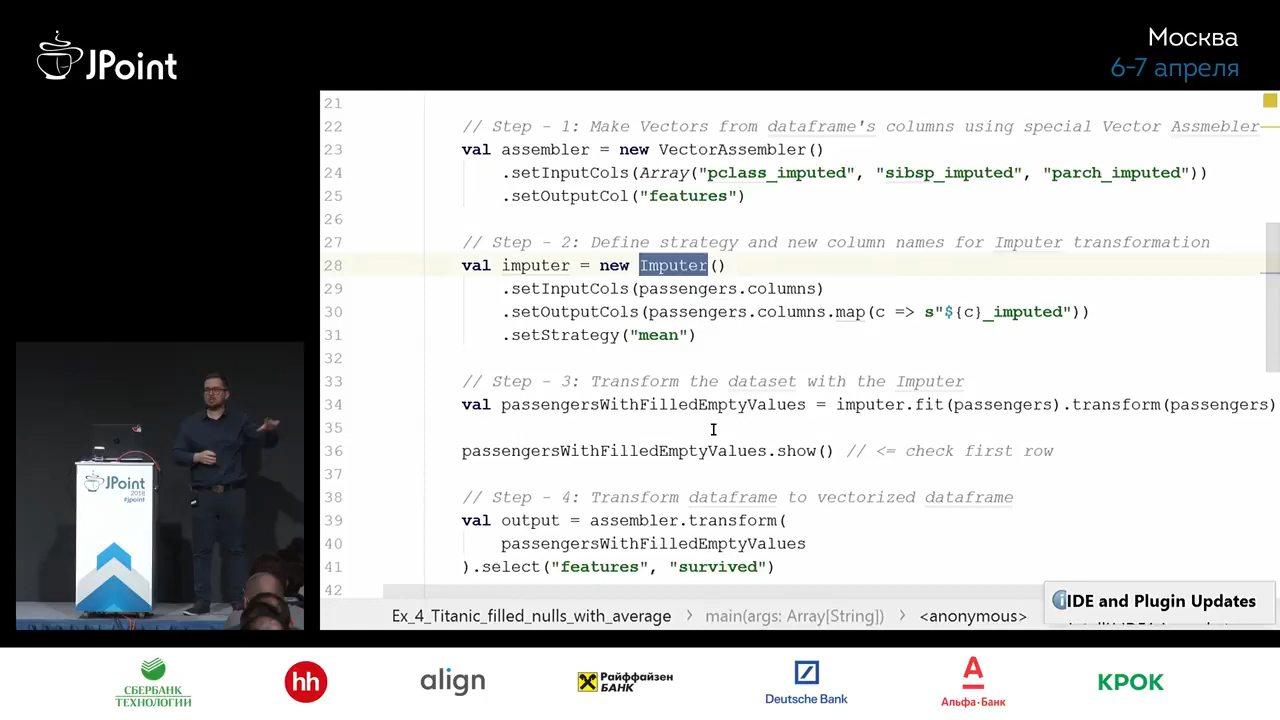 JPoint
Москва
6-7 апреля
21
22 // Step - 1: Make Vectors from dataframe's columns using special Vector Assmebler
23 val assembler = new VectorAssembler()
24 .setInputCols(Array("pclass_imputed", "sibsp_imputed", "parch_imputed"))
25 .setOutputCol("features")
26
27 // Step - 2: Define strategy and new column names for Imputer transformation
28 val imputer = new Imputer()
29 .setInputCols(passengers.columns)
30 .setOutputCols(passengers.columns.map(c => s"${c}_imputed"))
31 .setStrategy("mean")
32
33 // Step - 3: Transform the dataset with the Imputer
34 val passengersWithFilledEmptyValues = imputer.fit(passengers).transform(passengers)
35
36 passengersWithFilledEmptyValues.show() // <= check first row
37
38 // Step - 4: Transform dataframe to vectorized dataframe
39 val output = assembler.transform(
40 passengersWithFilledEmptyValues
41 ).select("features", "survived")
42
IDE and Plugin Updates
Ex_4_Titanic_filled_nulls_with_average > main(args: Array[String]) > <anonymous>
JPoint
2018
#jpoint
СБЕРБАНК
ТЕХНОЛОГИИ
hh
align
Райффайзен
БАНК
Deutsche Bank
Альфа·Банк
КРОК